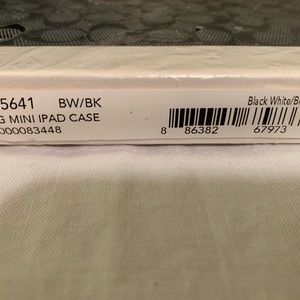 5641 BW/BK
G MINI IPAD CASE
000083448
Black White/B
8 86382 67973